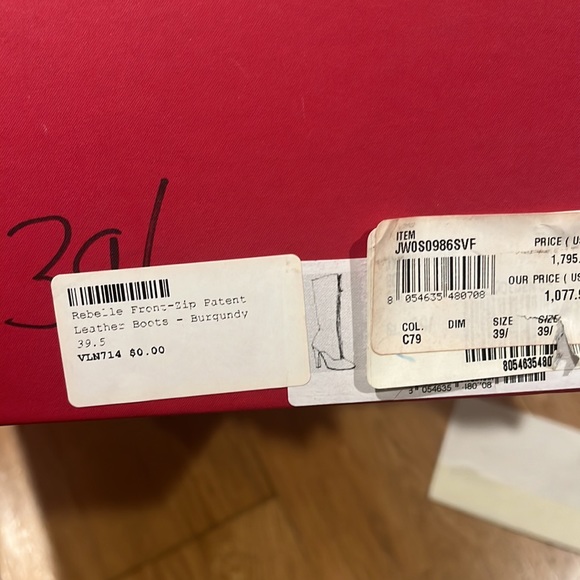 39/
Rebelle Front-Zip Patent
Leather Boots - Burgundy
39.5
VLN714 $0.00
ITEM
JW0S0986SVF
PRICE ( US
1,795.
8 054635 480708
OUR PRICE ( US
1,077.
COL. DIM SIZE SIZE
C79 39/ 39/
8054635480